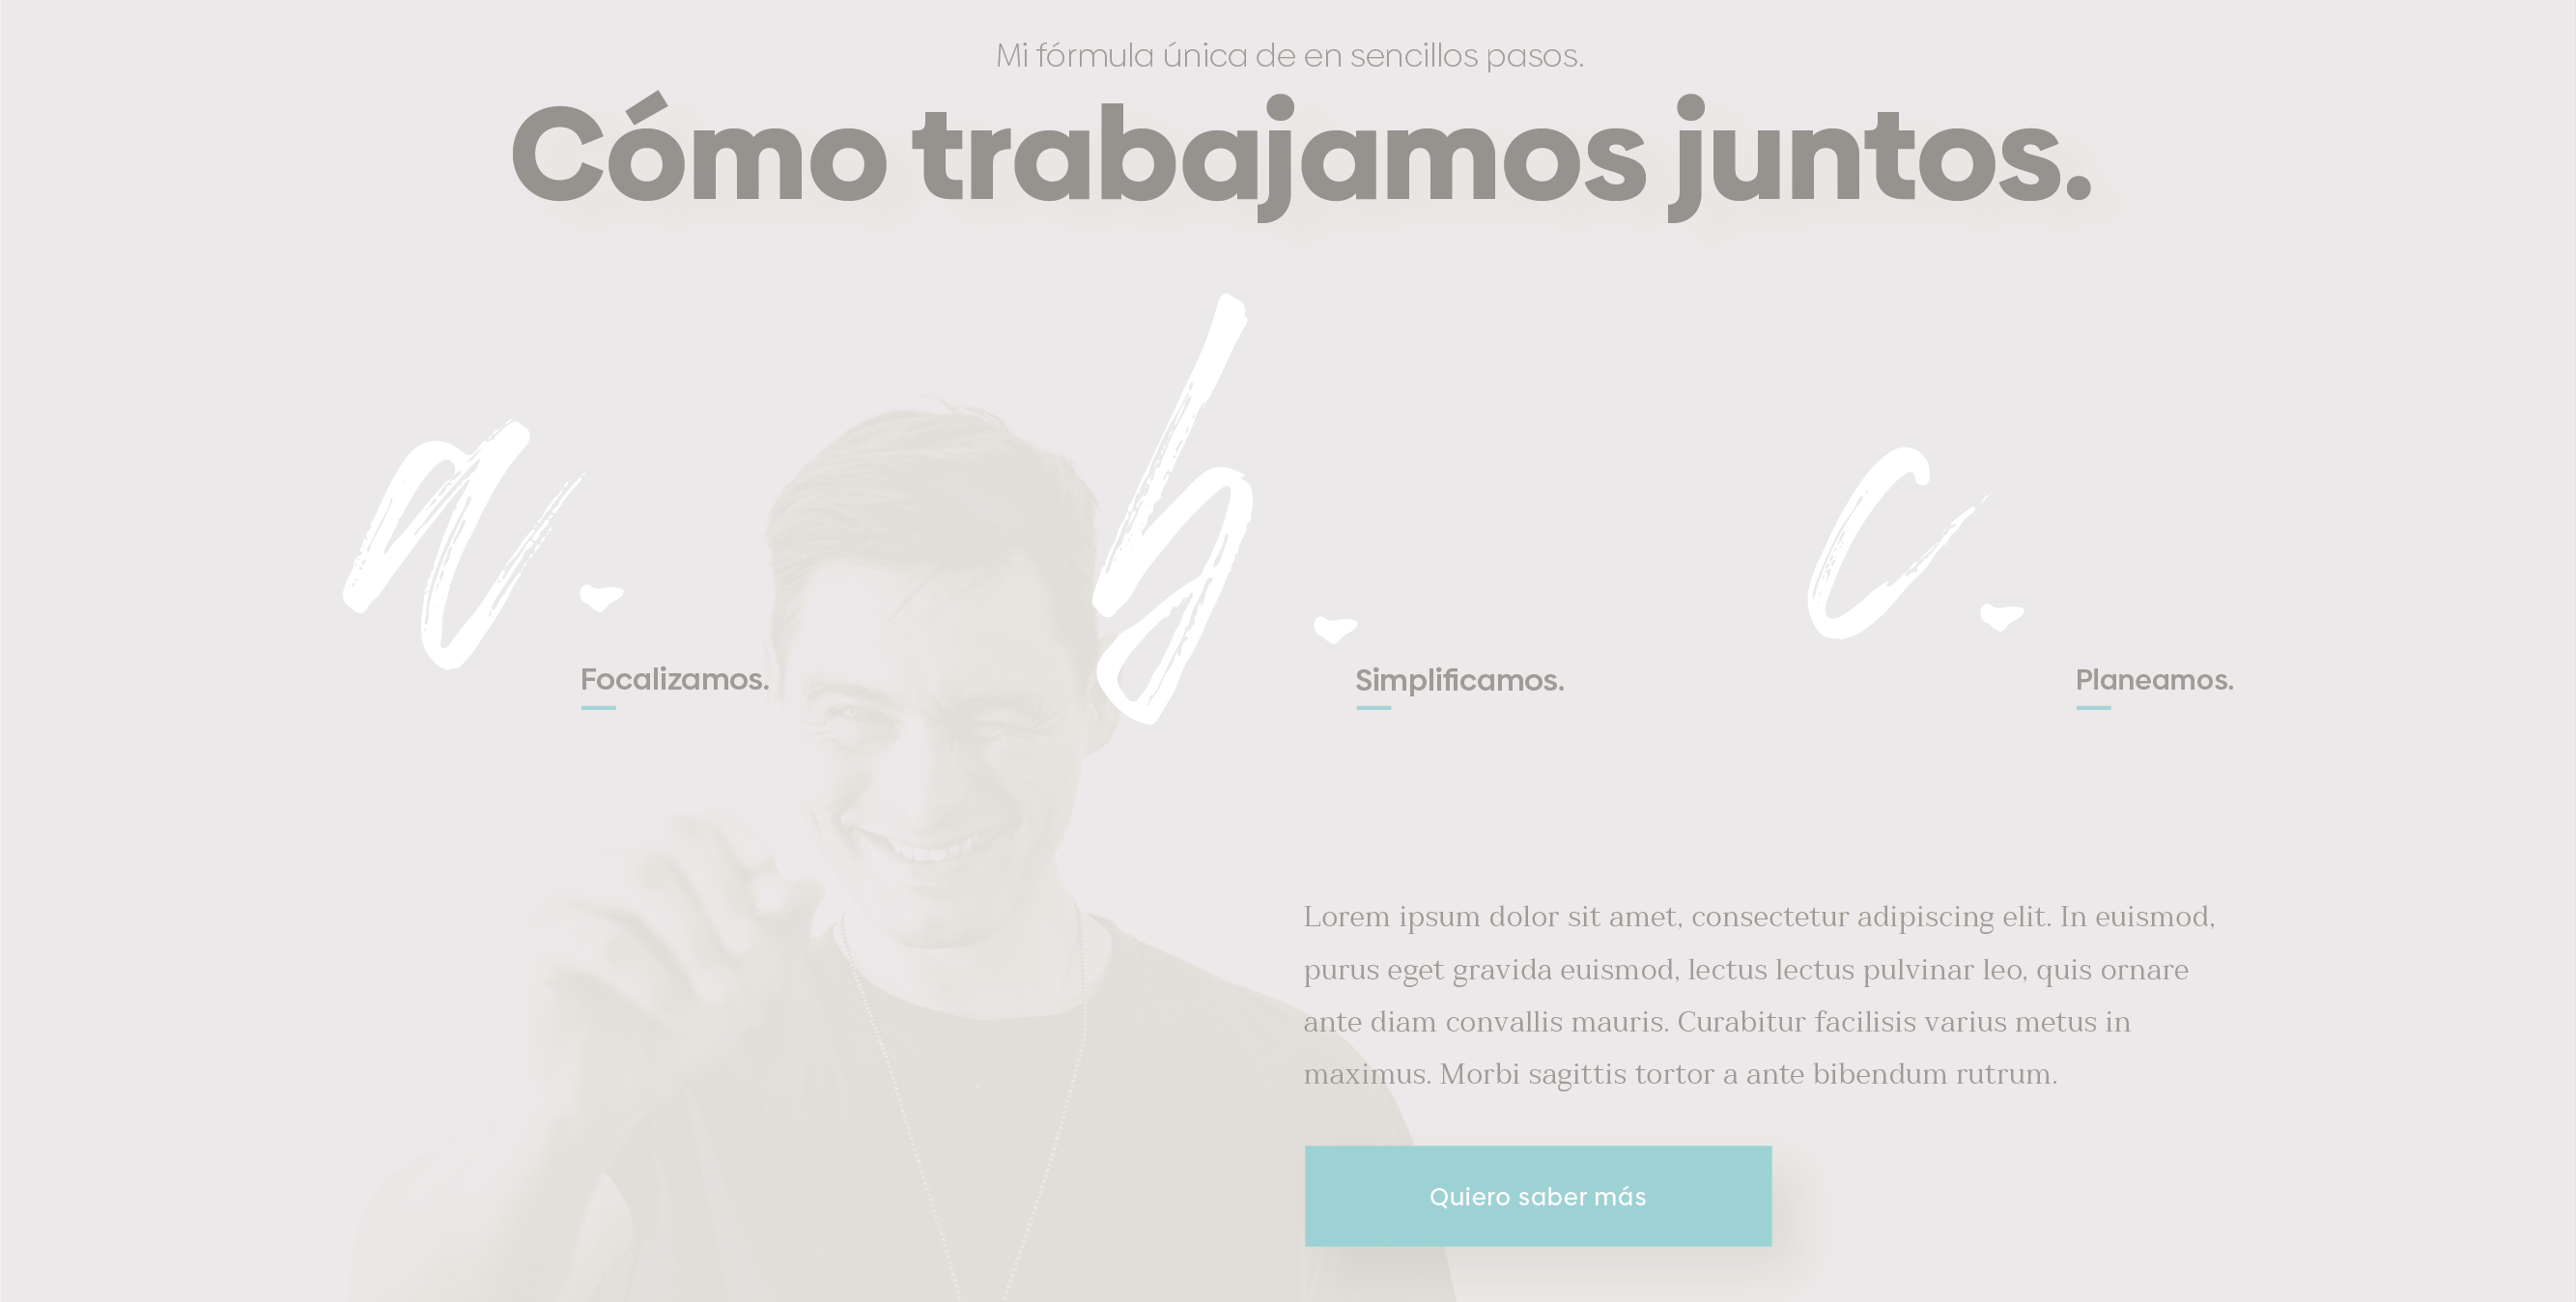 Mi fórmula única de en sencillos pasos.
Cómo trabajamos juntos.
a.
Focalizamos.
b.
Simplificamos.
c.
Planeamos.
Lorem ipsum dolor sit amet, consectetur adipiscing elit. In euismod,
purus eget gravida euismod, lectus lectus pulvinar leo, quis ornare
ante diam convallis mauris. Curabitur facilisis varius metus in
maximus. Morbi sagittis tortor a ante bibendum rutrum.
Quiero saber más